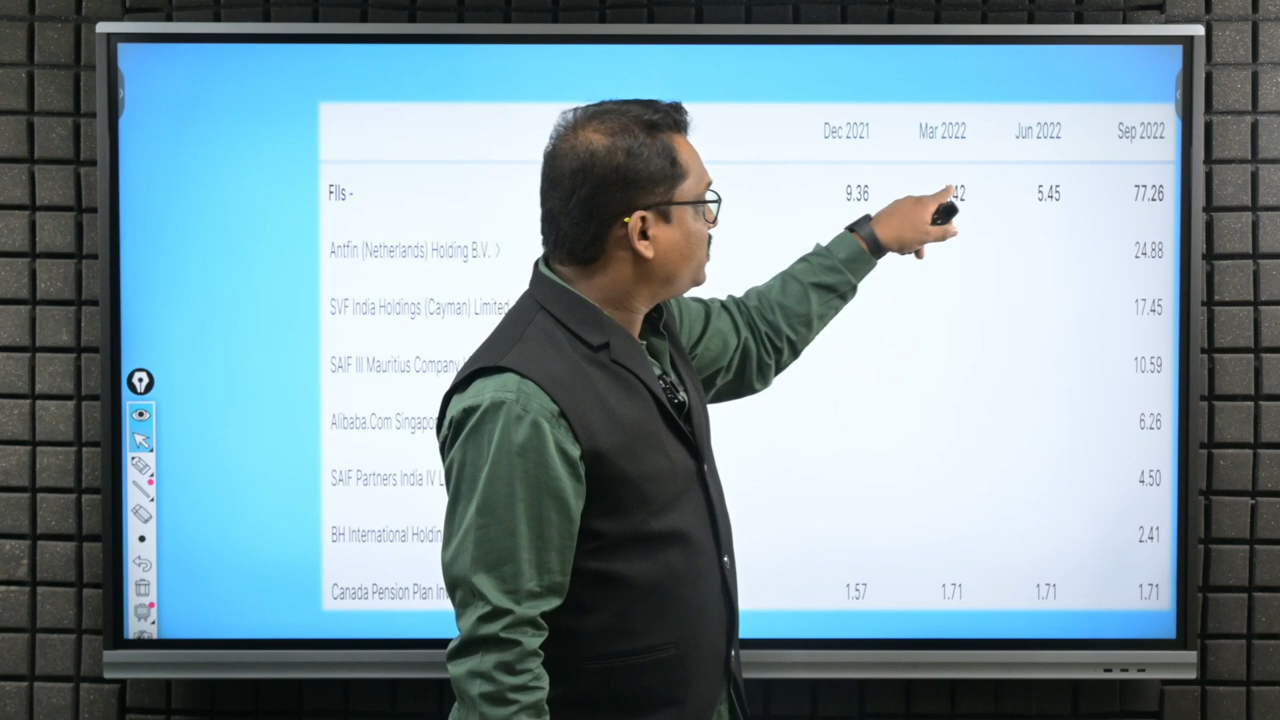 Dec 2021 Mar 2022 Jun 2022 Sep 2022
FIIs - 9.36 42 5.45 77.26
Antfin (Netherlands) Holding B.V. > 24.88
SVF India Holdings (Cayman) Limited 17.45
SAIF III Mauritius Company 10.59
Alibaba.Com 6.26
SAIF Partners India IV 4.50
BH International 2.41
Canada Pension Plan 1.57 1.71 1.71 1.71